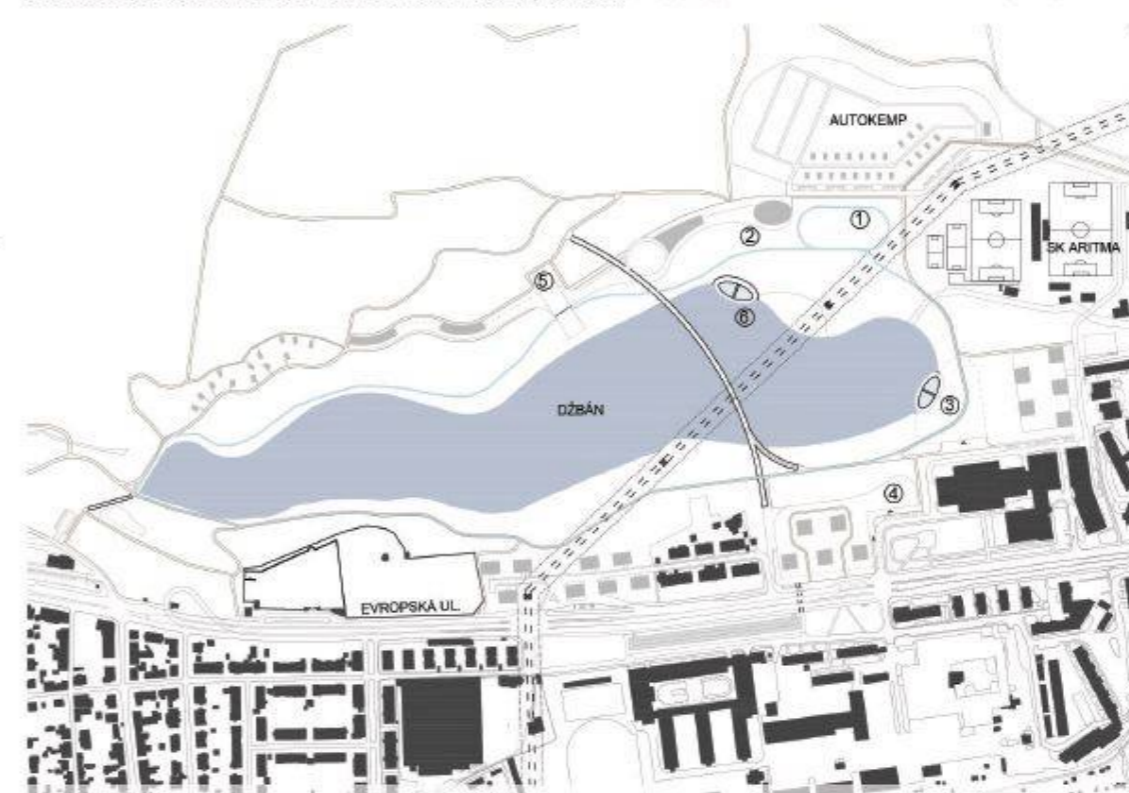 AUTOKEMP
①
②
SK ARITMA
⑤
⑥
DŽBÁN
③
④
EVROPSKÁ UL.